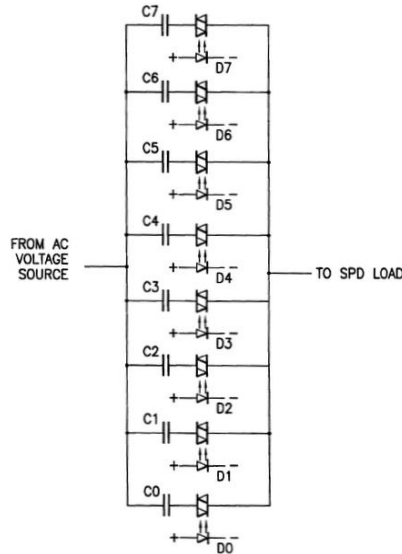 C7
+ −
D7
C6
+ −
D6
C5
+ −
D5
C4
FROM AC
VOLTAGE
SOURCE
+ −
D4
TO SPD LOAD
C3
+ −
D3
C2
+ −
D2
C1
+ −
D1
C0
+ −
D0